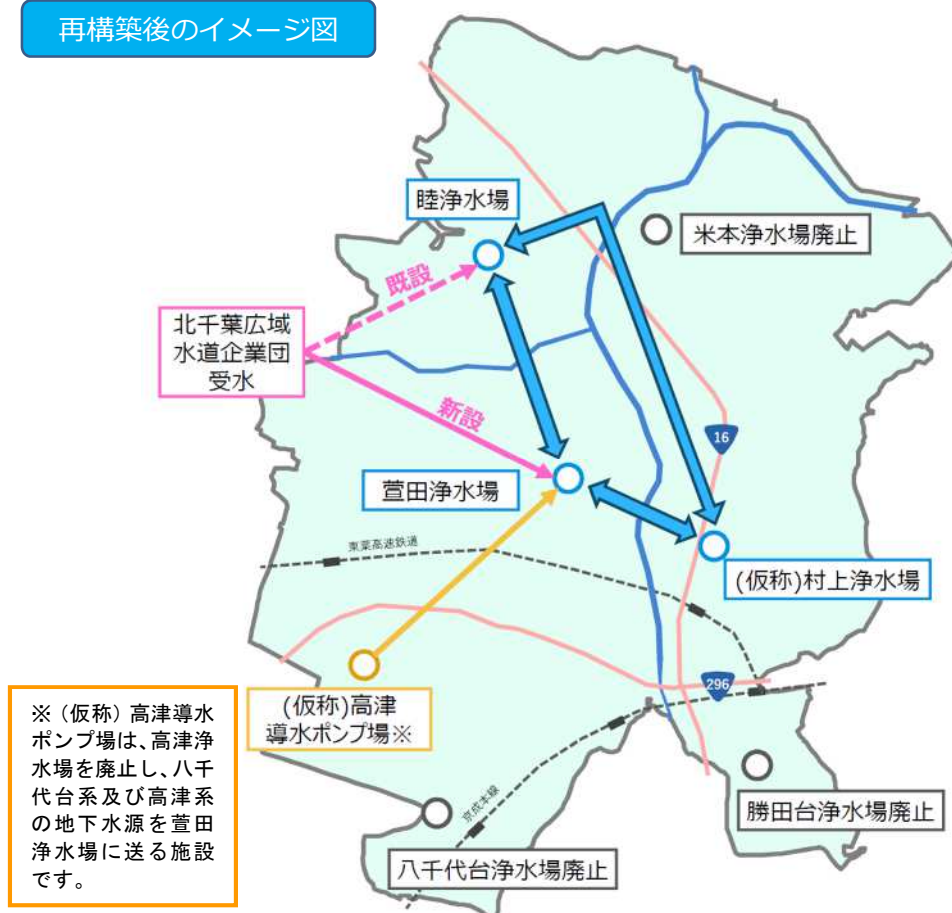 再構築後のイメージ図
睦浄水場
米本浄水場廃止
既設
北千葉広域
水道企業団
受水
新設
16
萱田浄水場
東葉高速鉄道
(仮称)村上浄水場
296
(仮称)高津
導水ポンプ場※
※(仮称)高津導水
ポンプ場は、高津浄
水場を廃止し、八千
代台系及び高津系
の地下水源を萱田
浄水場に送る施設
です。
京成本線
勝田台浄水場廃止
八千代台浄水場廃止